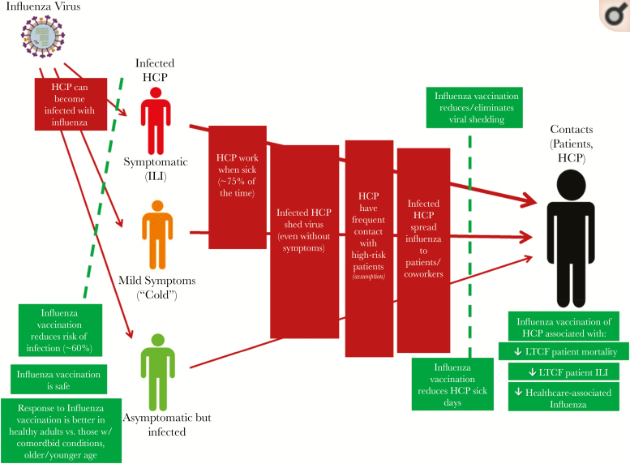 Influenza Virus
HCP can
become
infected with
influenza
Infected
HCP
Symptomatic
(ILI)
Mild Symptoms
(“Cold”)
Asymptomatic but
infected
Influenza
vaccination
reduces risk of
infection (~60%)
Influenza vaccination
is safe
Response to Influenza
vaccination is better in
healthy adults vs. those w/
comordbid conditions,
older/younger age
HCP work
when sick
(~75% of
the time)
Infected HCP
shed virus
(even without
symptoms)
HCP
have
frequent
contact
with
high-risk
patients
(assumption)
Infected
HCP
spread
influenza
to
patients/
coworkers
Influenza vaccination
reduces/eliminates
viral shedding
Influenza
vaccination
reduces HCP sick
days
Contacts
(Patients,
HCP)
Influenza vaccination of
HCP associated with:
↓ LTCF patient mortality
↓ LTCF patient ILI
↓ Healthcare-associated
Influenza